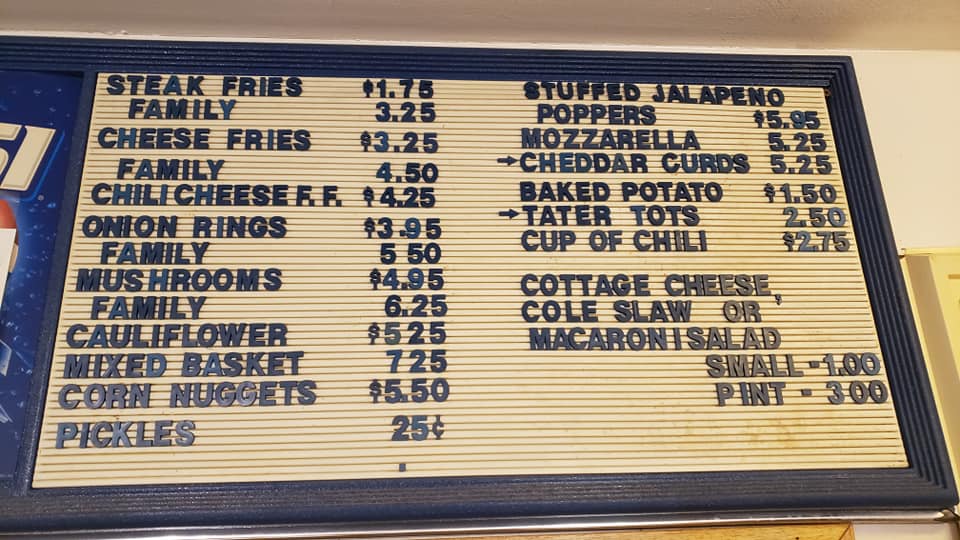 STEAK FRIES $1.75
FAMILY 3.25
CHEESE FRIES $3.25
FAMILY 4.50
CHILI CHEESE F.F. $4.25
ONION RINGS $3.95
FAMILY 5 50
MUSHROOMS $4.95
FAMILY 6.25
CAULIFLOWER $5 25
MIXED BASKET 7 25
CORN NUGGETS $5.50
PICKLES 25¢
STUFFED JALAPENO
POPPERS $5.95
MOZZARELLA 5.25
→CHEDDAR CURDS 5.25
BAKED POTATO $1.50
→TATER TOTS 2.50
CUP OF CHILI $2.75
COTTAGE CHEESE,
COLE SLAW OR
MACARONI SALAD
SMALL - 1.00
PINT - 3.00